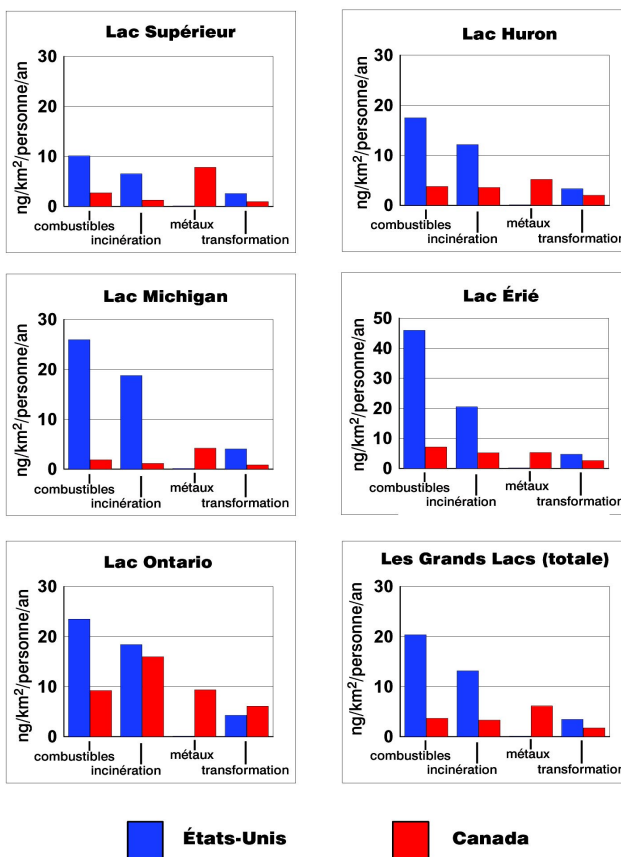 Lac Supérieur
30
20
10
0
ng/km²/personne/an
combustibles
incinération
métaux
transformation
Lac Huron
30
20
10
0
ng/km²/personne/an
combustibles
incinération
métaux
transformation
Lac Michigan
30
20
10
0
ng/km²/personne/an
combustibles
incinération
métaux
transformation
Lac Érié
50
40
30
20
10
0
ng/km²/personne/an
combustibles
incinération
métaux
transformation
Lac Ontario
30
20
10
0
ng/km²/personne/an
combustibles
incinération
métaux
transformation
Les Grands Lacs (totale)
30
20
10
0
ng/km²/personne/an
combustibles
incinération
métaux
transformation
États-Unis
Canada